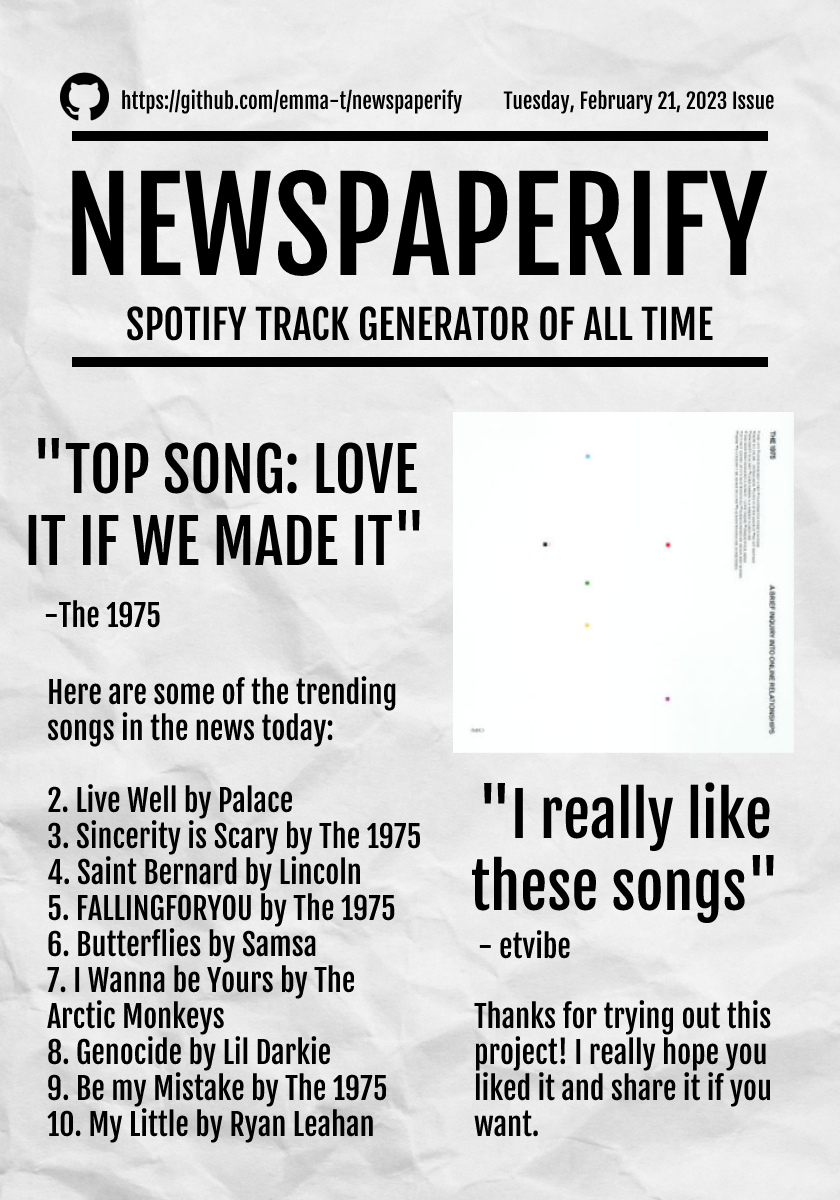 https://github.com/emma-t/newspaperify
Tuesday, February 21, 2023 Issue
NEWSPAPERIFY
SPOTIFY TRACK GENERATOR OF ALL TIME
"TOP SONG: LOVE
IT IF WE MADE IT"
-The 1975
Here are some of the trending
songs in the news today:
2. Live Well by Palace
3. Sincerity is Scary by The 1975
4. Saint Bernard by Lincoln
5. FALLINGFORYOU by The 1975
6. Butterflies by Samsa
7. I Wanna be Yours by The
Arctic Monkeys
8. Genocide by Lil Darkie
9. Be my Mistake by The 1975
10. My Little by Ryan Leahan
THE 1975
A BRIEF INQUIRY INTO ONLINE RELATIONSHIPS
"I really like
these songs"
- etvibe
Thanks for trying out this
project! I really hope you
liked it and share it if you
want.